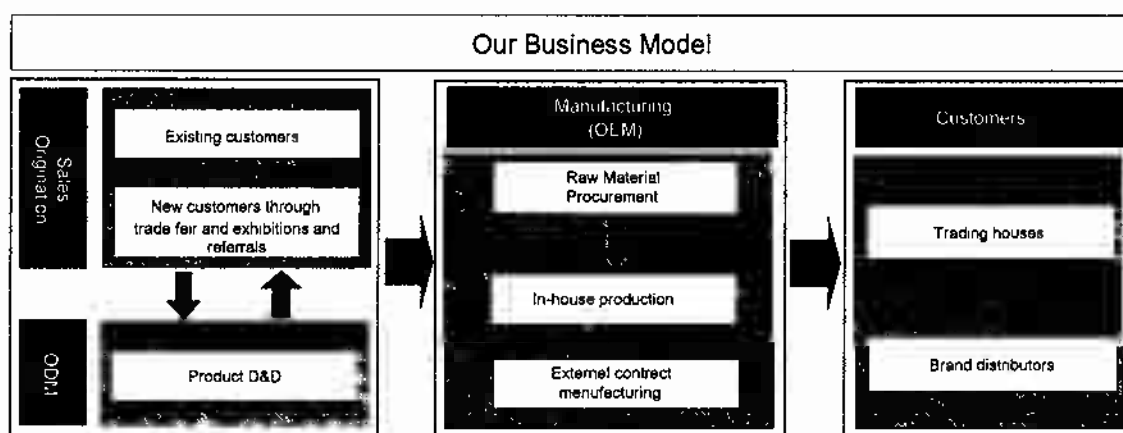 Our Business Model
Sales
Origination
Existing customers
New customers through
trade fair and exhibitions and
referrals
ODM
Product D&D
Manufacturing
(OEM)
Raw Material
Procurement
In-house production
External contract
manufacturing
Customers
Trading houses
Brand distributors